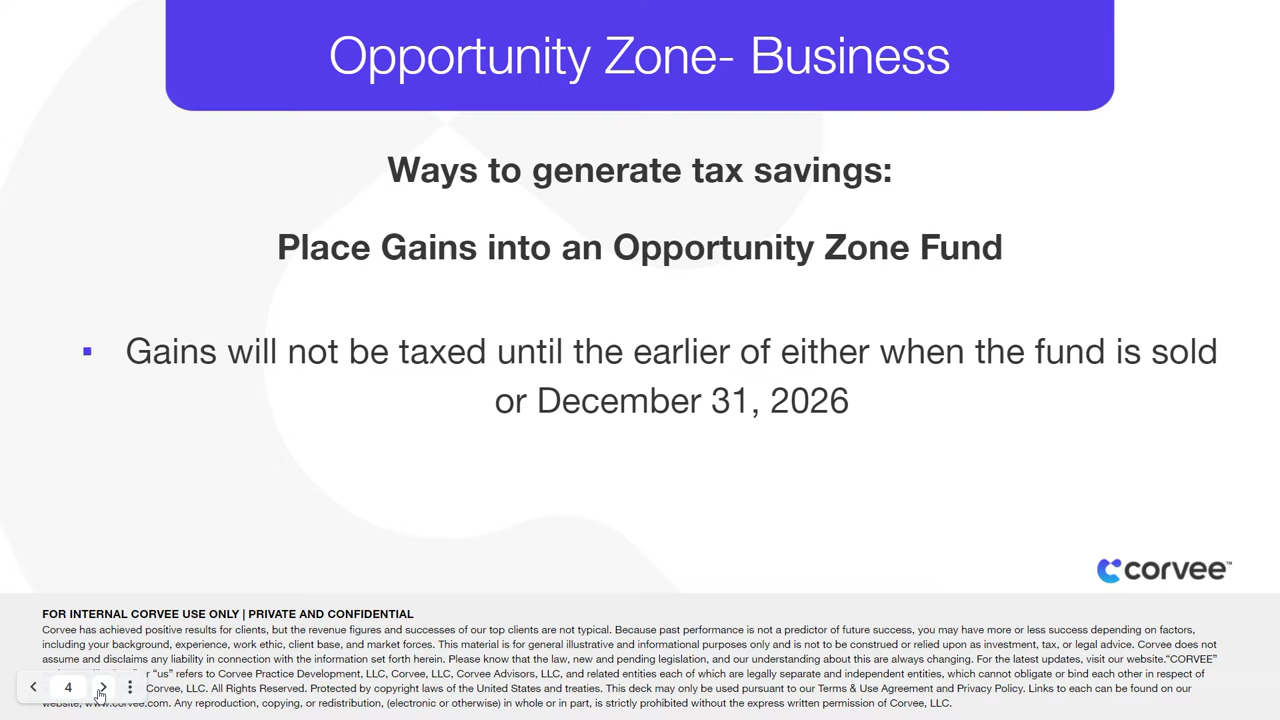 Opportunity Zone- Business
Ways to generate tax savings:
Place Gains into an Opportunity Zone Fund
Gains will not be taxed until the earlier of either when the fund is sold
or December 31, 2026
corvee™
FOR INTERNAL CORVEE USE ONLY | PRIVATE AND CONFIDENTIAL
Corvee has achieved positive results for clients, but the revenue figures and successes of our top clients are not typical. Because past performance is not a predictor of future success, you may have more or less success depending on factors,
including your background, experience, work ethic, client base, and market forces. This material is for general illustrative and informational purposes only and is not to be construed or relied upon as investment, tax, or legal advice. Corvee does not
assume and disclaims any liability in connection with the information set forth herein. Please know that the law, new and pending legislation, and our understanding about this are always changing. For the latest updates, visit our website."CORVEE"
"us" refers to Corvee Practice Development, LLC, Corvee, LLC, Corvee Advisors, LLC, and related entities each of which are legally separate and independent entities, which cannot obligate or bind each other in respect of
4
Corvee, LLC. All Rights Reserved. Protected by copyright laws of the United States and treaties. This deck may only be used pursuant to our Terms & Use Agreement and Privacy Policy. Links to each can be found on our
website, www.corvee.com. Any reproduction, copying, or redistribution, (electronic or otherwise) in whole or in part, is strictly prohibited without the express written permission of Corvee, LLC.